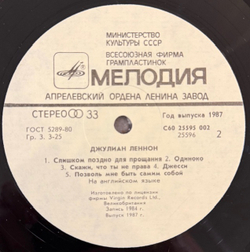 МИНИСТЕРСТВО
КУЛЬТУРЫ СССР
ВСЕСОЮЗНАЯ ФИРМА
ГРАМПЛАСТИНОК
МЕЛОДИЯ
АПРЕЛЕВСКИЙ ОРДЕНА ЛЕНИНА ЗАВОД
СТЕРЕО 33
Год выпуска 1987
ГОСТ 5289-80
С60 25595 002
Гр. 3. 3-25
25596 2
ДЖУЛИАН ЛЕННОН
1. Слишком поздно для прощания 2. Одиноко
3. Скажи, что ты не права 4. Джесси
5. Позволь мне быть самим собой
На английском языке
Изготовлено по лицензии
фирмы Virgin Records Ltd.,
Великобритания
Запись 1984 г.
Выпуск 1987 г.